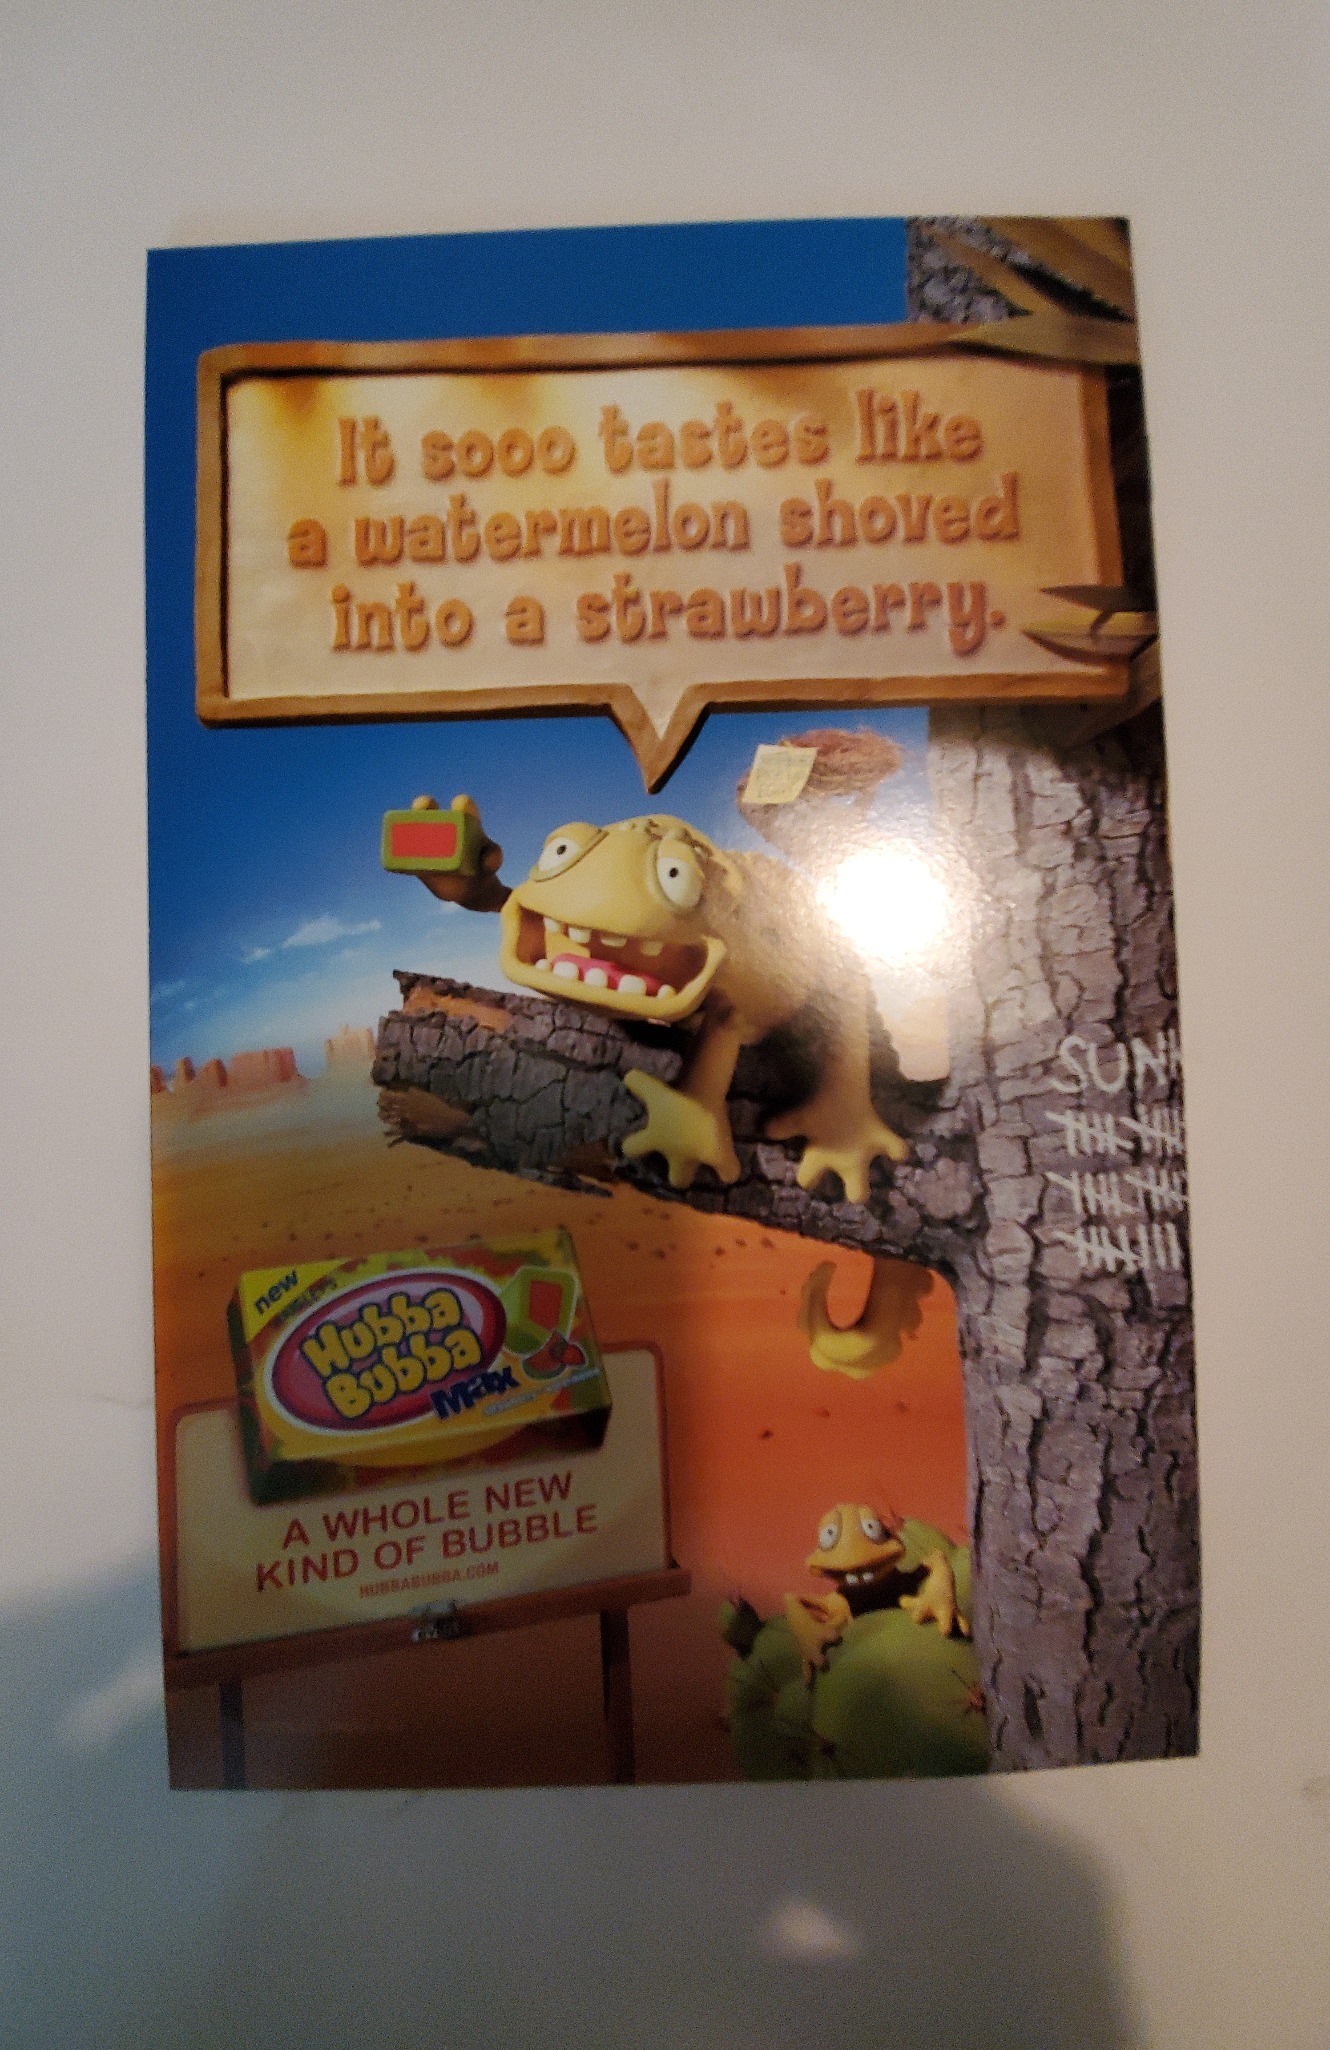 It sooo tastes like
a watermelon shoved
into a strawberry.
new
Hubba
Bubba
Max
A WHOLE NEW
KIND OF BUBBLE
HUBBABUBBA.COM